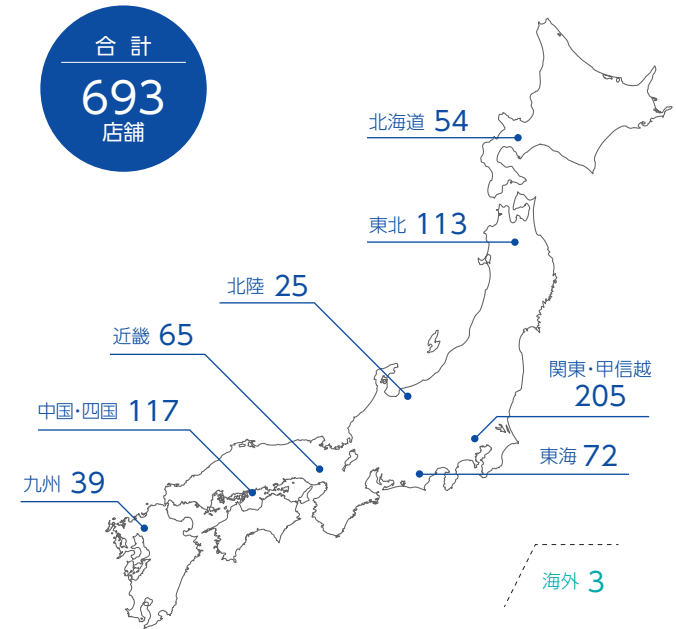 合計
693
店舗
北海道 54
東北 113
北陸 25
近畿 65
関東・甲信越
205
中国・四国 117
東海 72
九州 39
海外 3